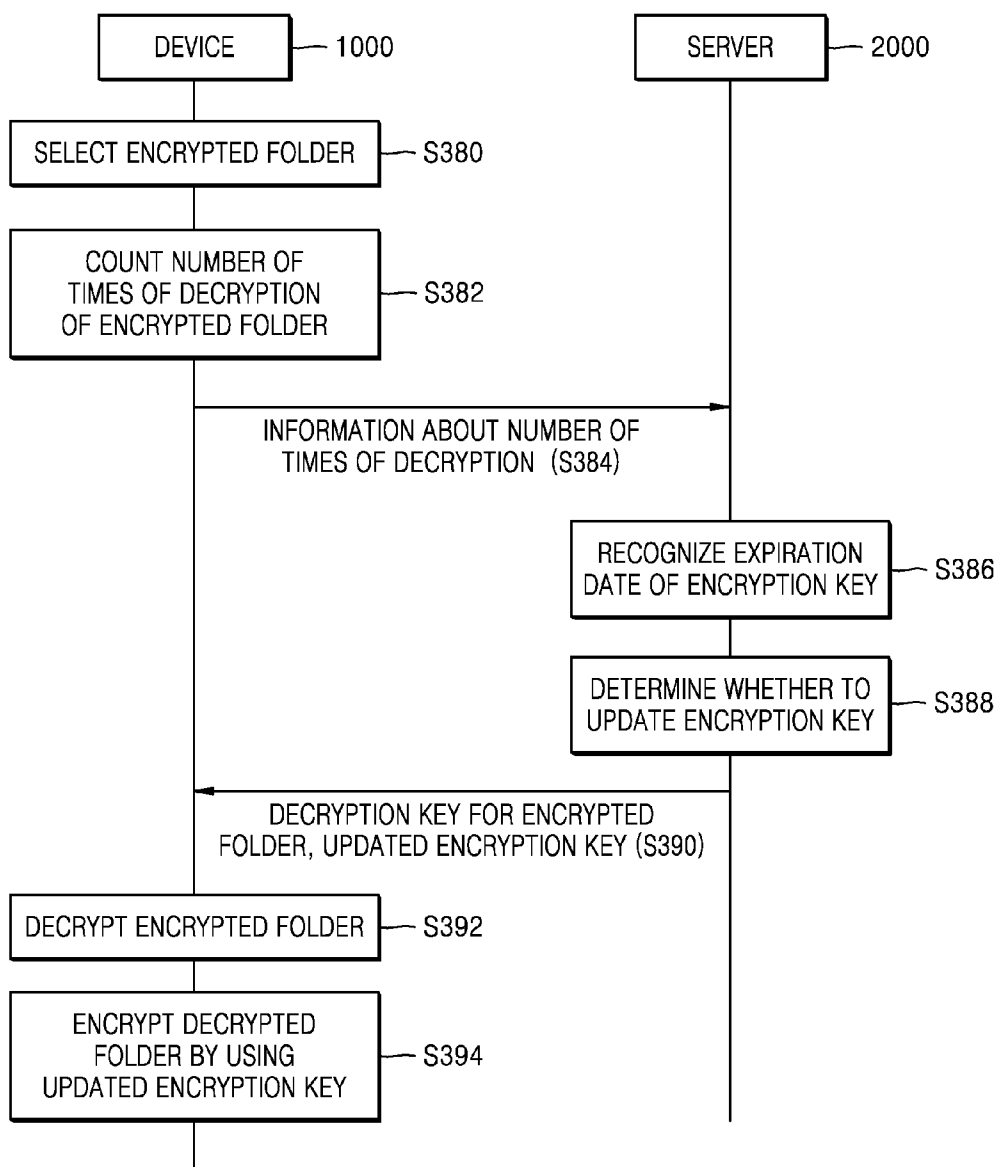 DEVICE
1000
SERVER
2000
SELECT ENCRYPTED FOLDER
S380
COUNT NUMBER OF
TIMES OF DECRYPTION
OF ENCRYPTED FOLDER
S382
INFORMATION ABOUT NUMBER OF
TIMES OF DECRYPTION (S384)
RECOGNIZE EXPIRATION
DATE OF ENCRYPTION KEY
S386
DETERMINE WHETHER TO
UPDATE ENCRYPTION KEY
S388
DECRYPTION KEY FOR ENCRYPTED
FOLDER, UPDATED ENCRYPTION KEY (S390)
DECRYPT ENCRYPTED FOLDER
S392
ENCRYPT DECRYPTED
FOLDER BY USING
UPDATED ENCRYPTION KEY
S394